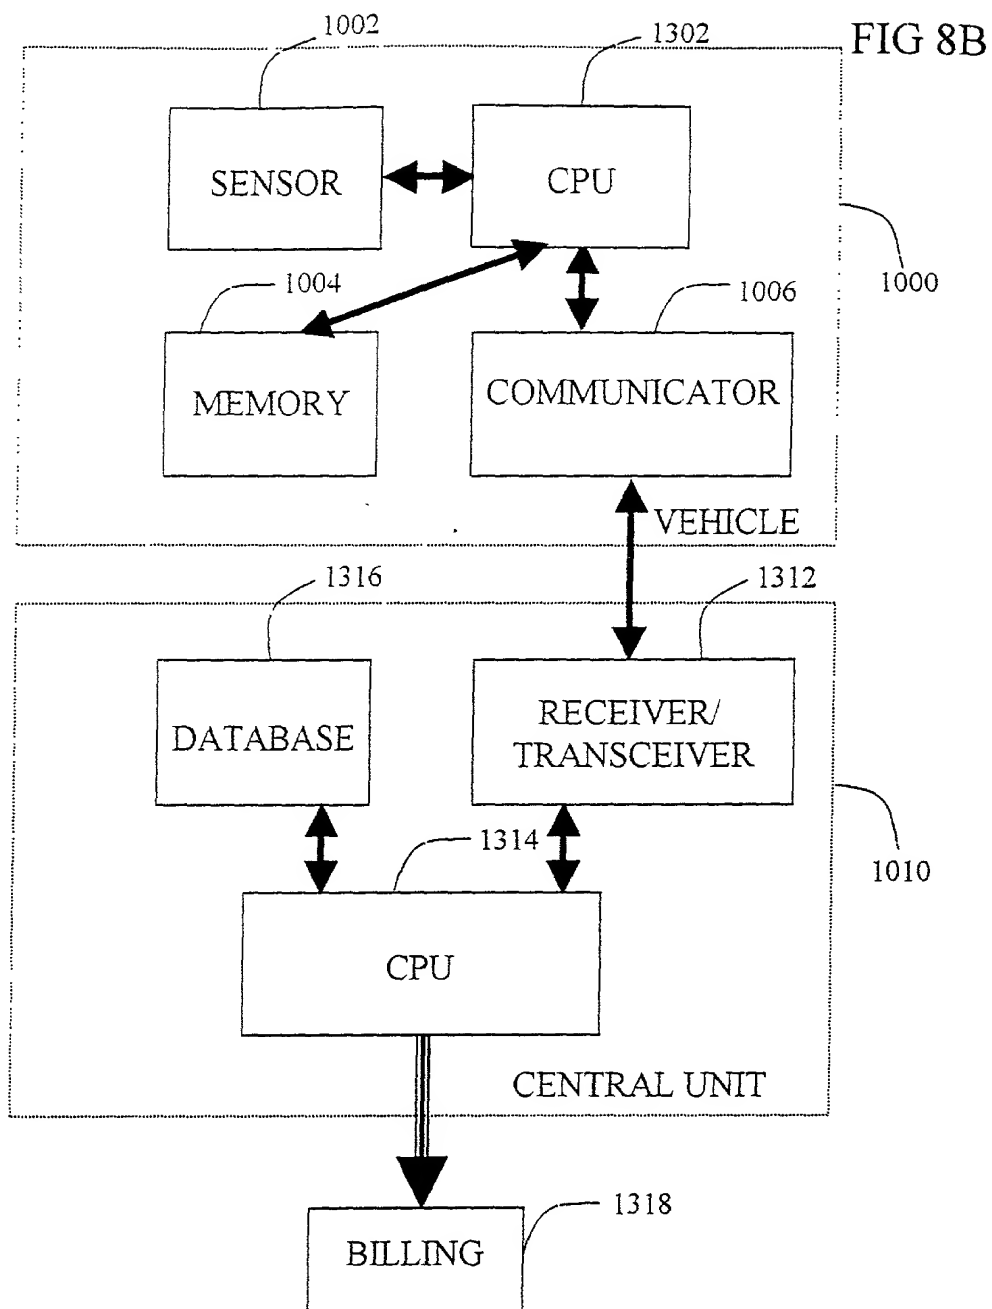 FIG 8B
1002
1302
SENSOR
CPU
1000
1004
1006
MEMORY
COMMUNICATOR
VEHICLE
1316
1312
DATABASE
RECEIVER/
TRANSCEIVER
1314
1010
CPU
CENTRAL UNIT
1318
BILLING